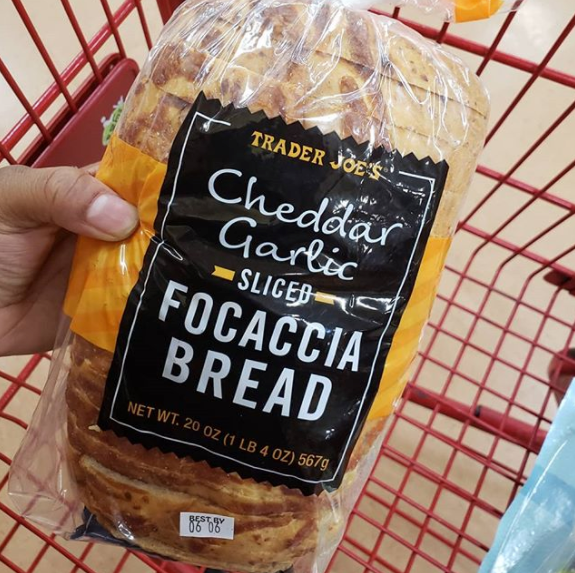 TRADER JOE'S
Cheddar
Garlic
SLICED
FOCACCIA
BREAD
NET WT. 20 OZ (1 LB 4 OZ) 567g
BEST BY
06 06